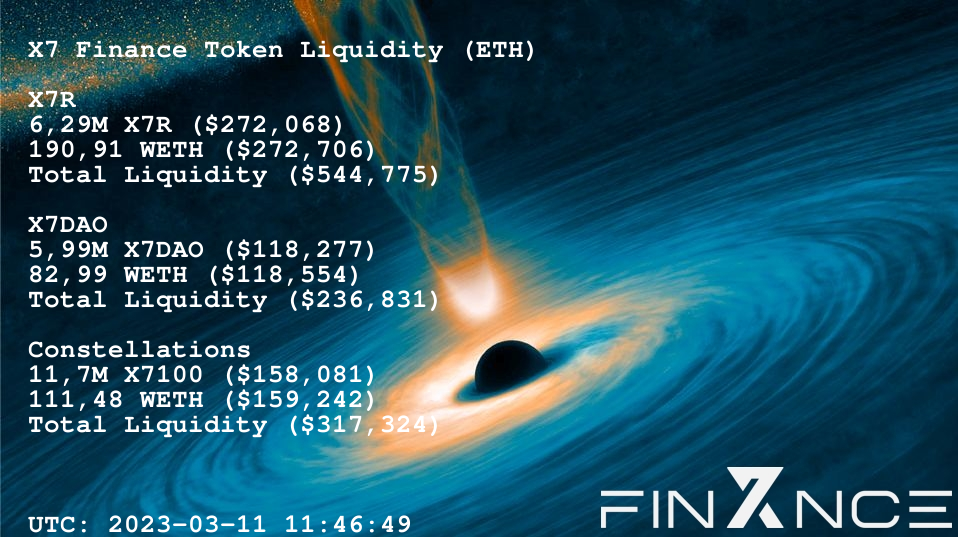 X7 Finance Token Liquidity (ETH)
X7R
6,29M X7R ($272,068)
190,91 WETH ($272,706)
Total Liquidity ($544,775)
X7DAO
5,99M X7DAO ($118,277)
82,99 WETH ($118,554)
Total Liquidity ($236,831)
Constellations
11,7M X7100 ($158,081)
111,48 WETH ($159,242)
Total Liquidity ($317,324)
UTC: 2023-03-11 11:46:49
FINANCE